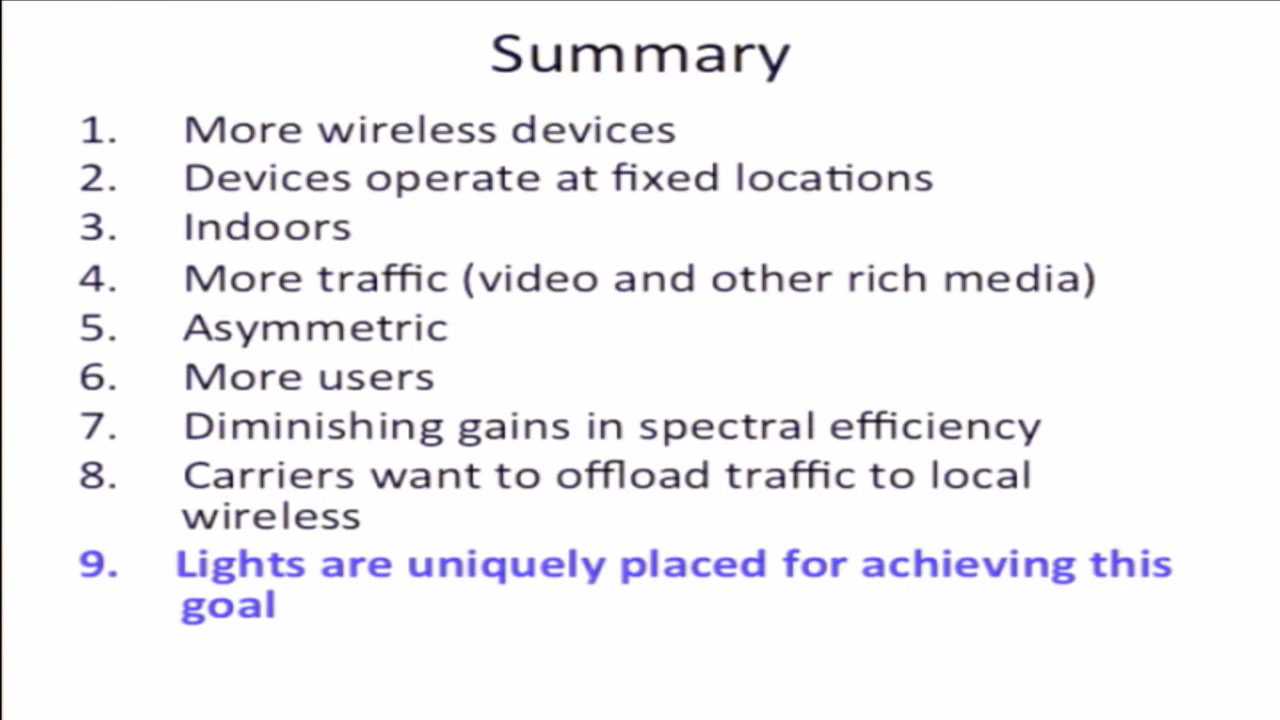 Summary
1. More wireless devices
2. Devices operate at fixed locations
3. Indoors
4. More traffic (video and other rich media)
5. Asymmetric
6. More users
7. Diminishing gains in spectral efficiency
8. Carriers want to offload traffic to local
wireless
9. Lights are uniquely placed for achieving this
goal